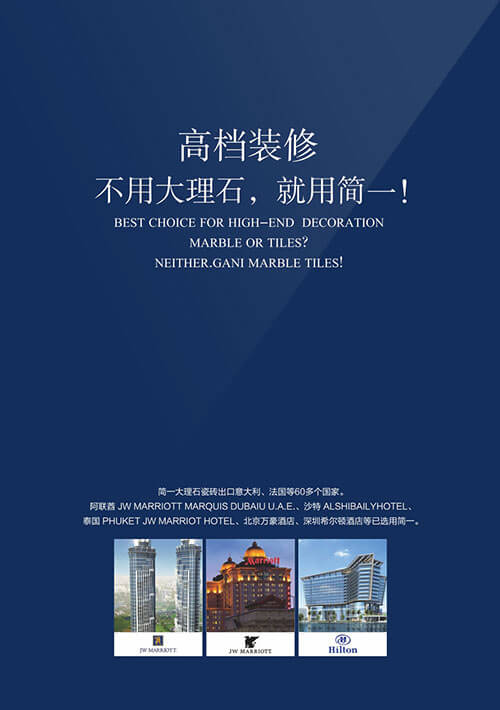 高档装修
不用大理石，就用简一！
BEST CHOICE FOR HIGH-END DECORATION
MARBLE OR TILES?
NEITHER.GANI MARBLE TILES!
简一大理石瓷砖出口意大利、法国等60多个国家。
阿联酋 JW MARRIOTT MARQUIS DUBAIU U.A.E.、沙特 ALSHIBAILYHOTEL、
泰国 PHUKET JW MARRIOT HOTEL、北京万豪酒店、深圳希尔顿酒店等已选用简一。
Marriott
JW MARRIOTT
JW MARRIOTT
Hilton